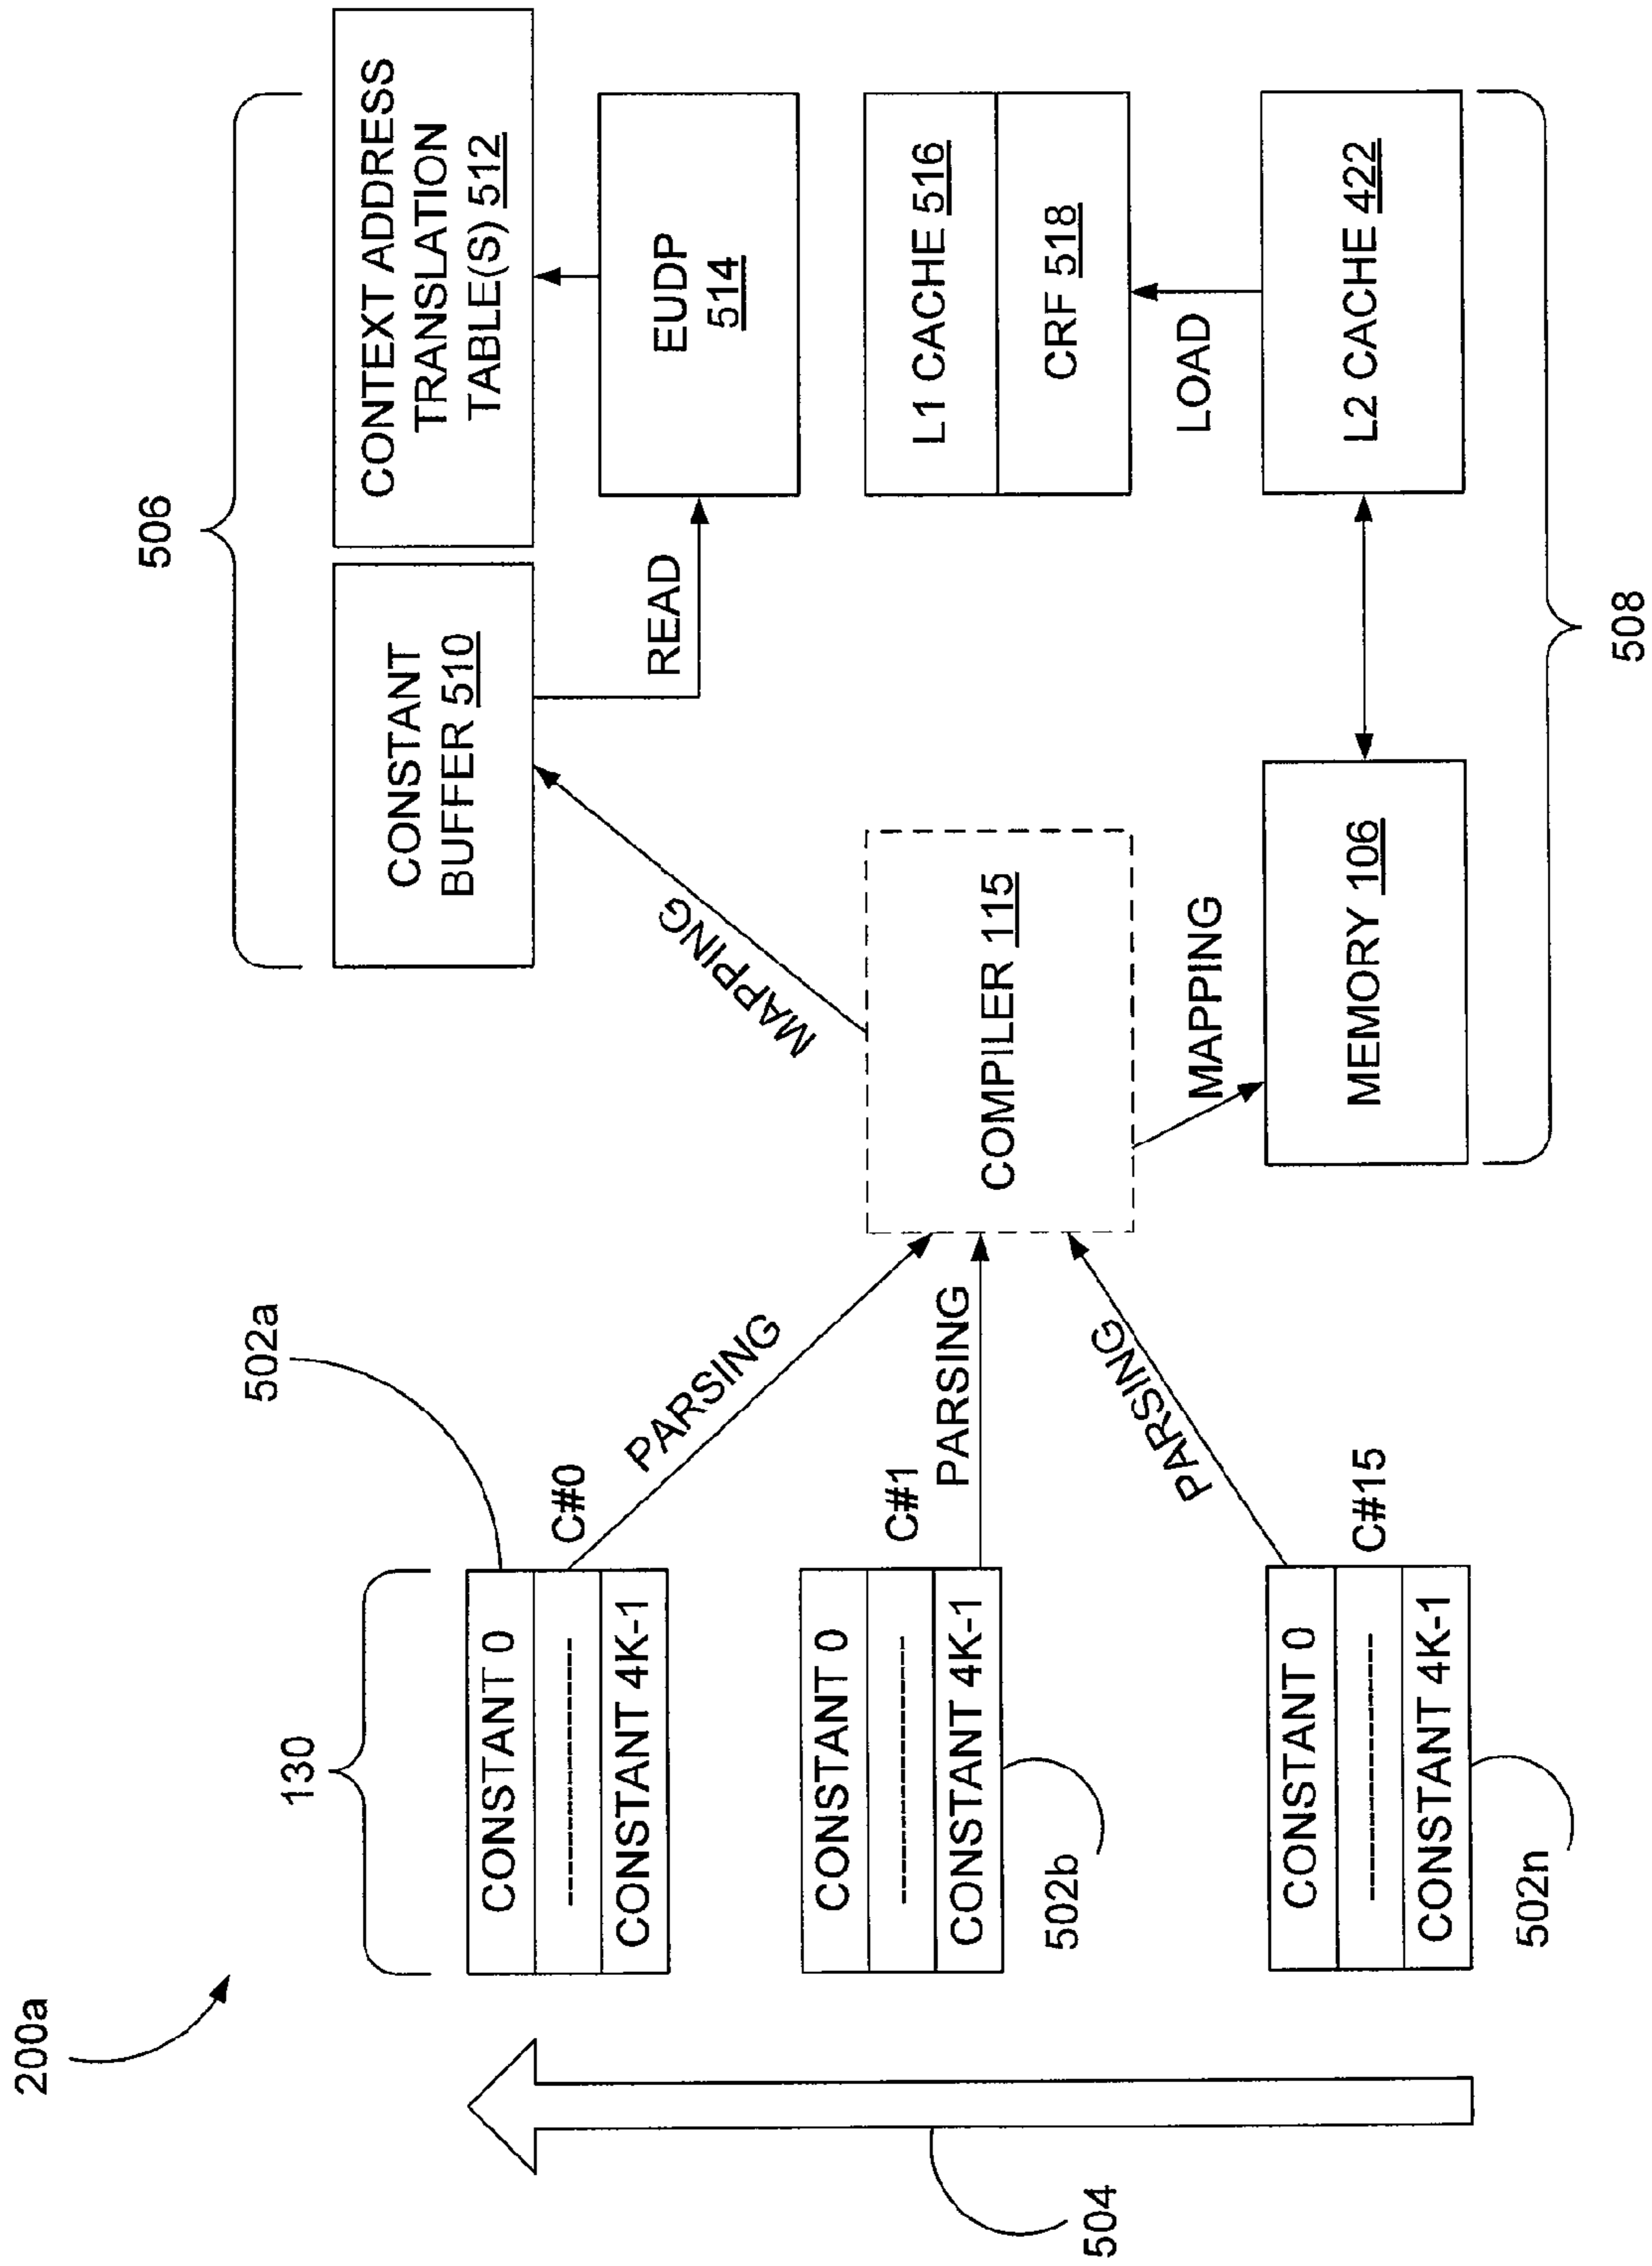 200a
130
502a
506
CONSTANT 0
CONSTANT 4K-1
C#0
PARSING
CONSTANT
BUFFER 510
CONTEXT ADDRESS
TRANSLATION
TABLE(S) 512
MAPPING
READ
EUDP
514
CONSTANT 0
CONSTANT 4K-1
C#1
PARSING
502b
COMPILER 115
L1 CACHE 516
CRF 518
504
CONSTANT 0
CONSTANT 4K-1
C#15
PARSING
502n
MAPPING
LOAD
MEMORY 106
L2 CACHE 422
508